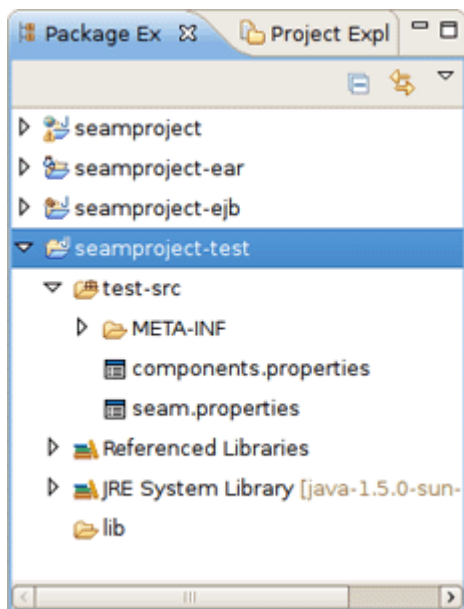 Package Ex Project Expl
seamproject
seamproject-ear
seamproject-ejb
seamproject-test
test-src
META-INF
components.properties
seam.properties
Referenced Libraries
JRE System Library [java-1.5.0-sun-
lib